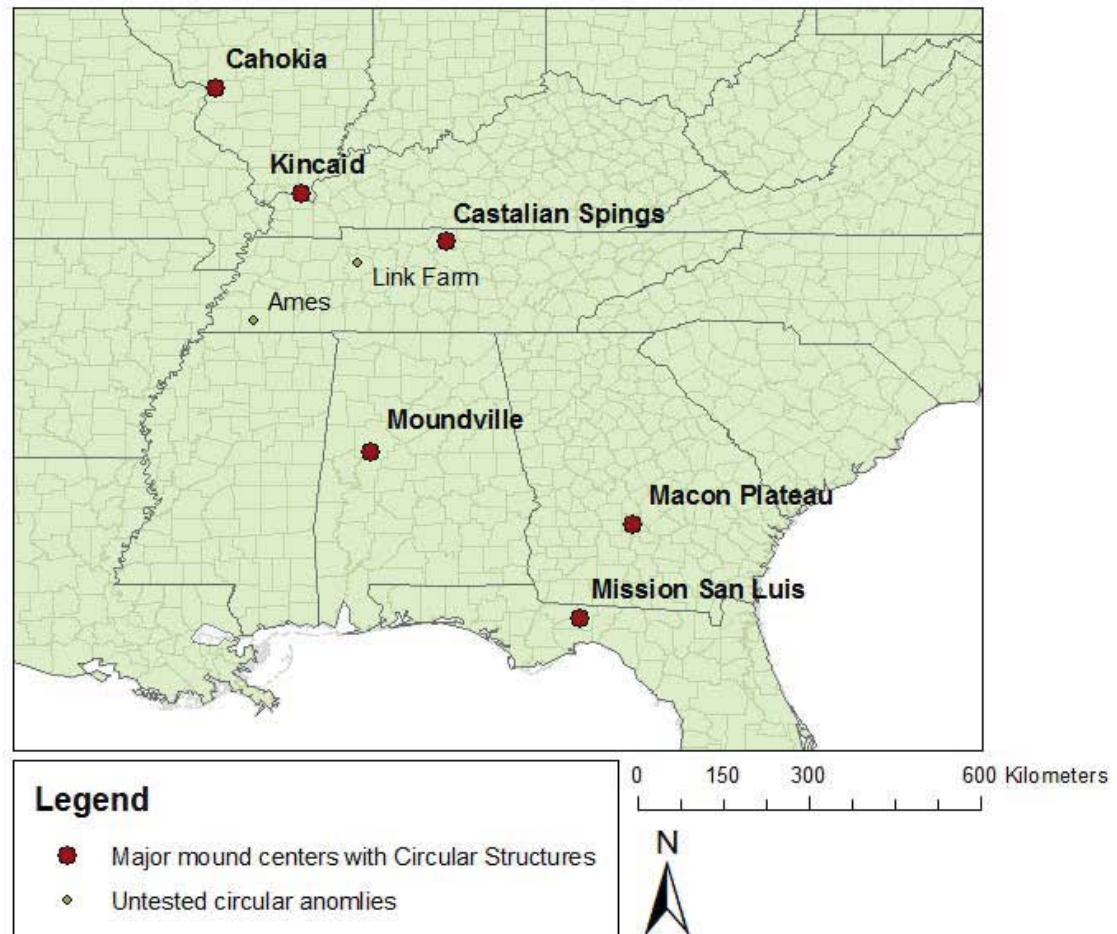 Cahokia
Kincaid
Castalian Spings
Link Farm
Ames
Moundville
Macon Plateau
Mission San Luis
0 150 300 600 Kilometers
Legend
Major mound centers with Circular Structures
Untested circular anomlies
N